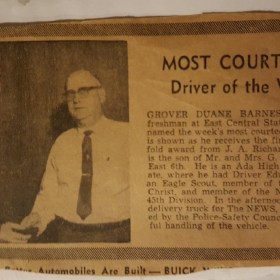 MOST COURT
Driver of the W
GROVER DUANE BARNES
freshman at East Central Stat
named the week's most courte
is shown as he receives the fi
fold award from J. A. Richar
is the son of Mr. and Mrs. G.
East 6th. He is an Ada High
ate, where he had Driver Ed
an Eagle Scout, member of t
Christ, and member of the N
45th Division. In the afternoo
delivery truck for The NEWS,
ed by the Police-Safety Counc
ful handling of the vehicle.
Automobiles Are Built—BUICK